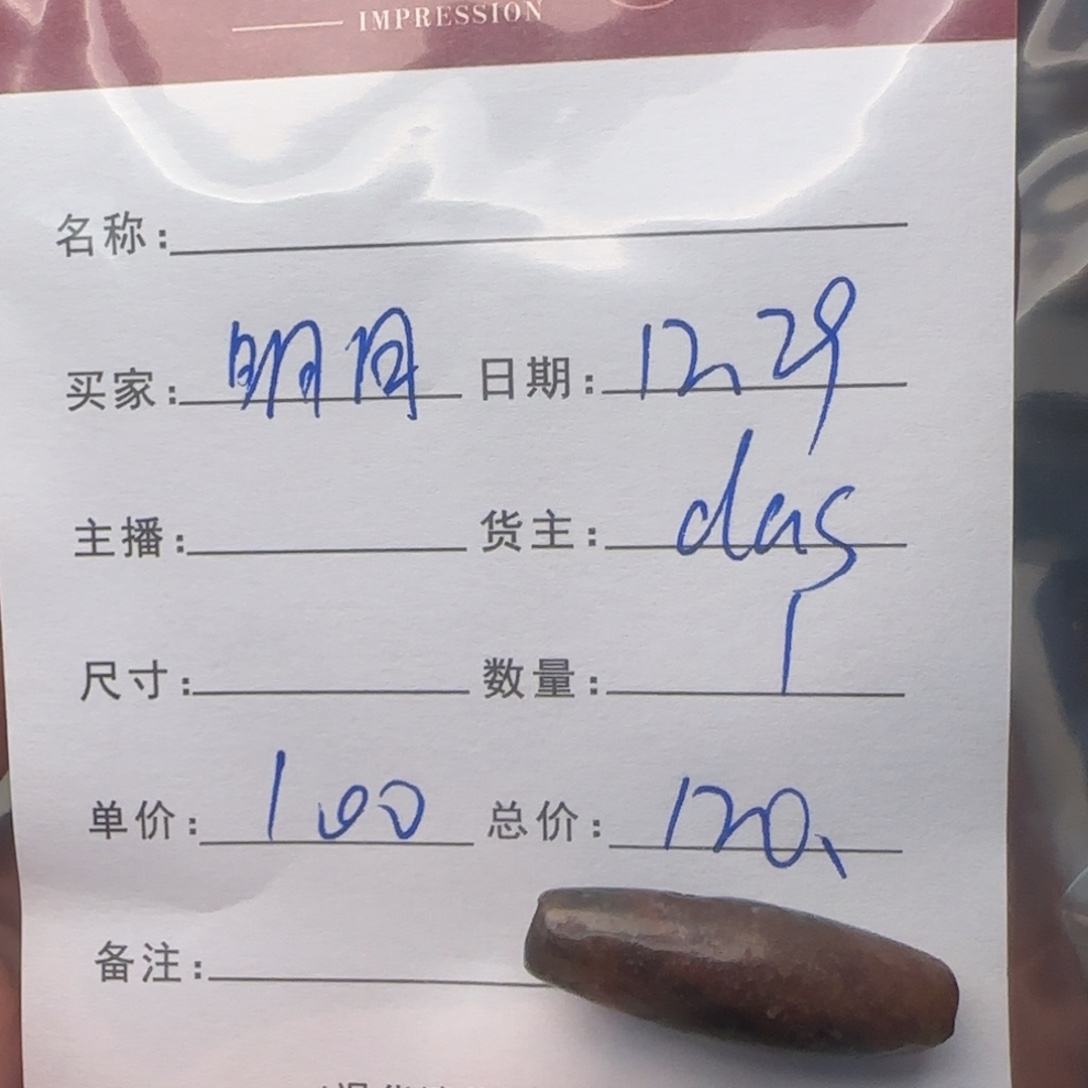 IMPRESSION
名称:
买家: 明月 日期: 12.29
主播: 货主: das
尺寸: 数量: 1
单价: 100 总价: 120、
备注: